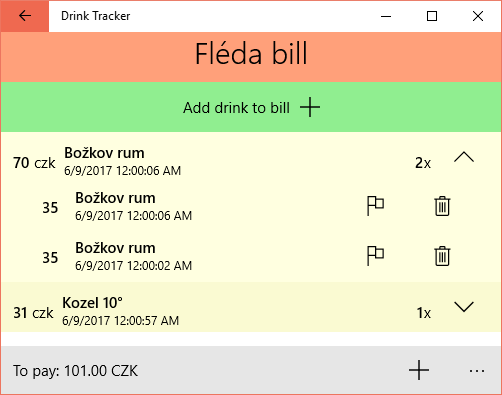 Drink Tracker
Fléda bill
Add drink to bill
70 czk Božkov rum 2x
6/9/2017 12:00:06 AM
35 Božkov rum
6/9/2017 12:00:06 AM
35 Božkov rum
6/9/2017 12:00:02 AM
31 czk Kozel 10° 1x
6/9/2017 12:00:57 AM
To pay: 101.00 CZK